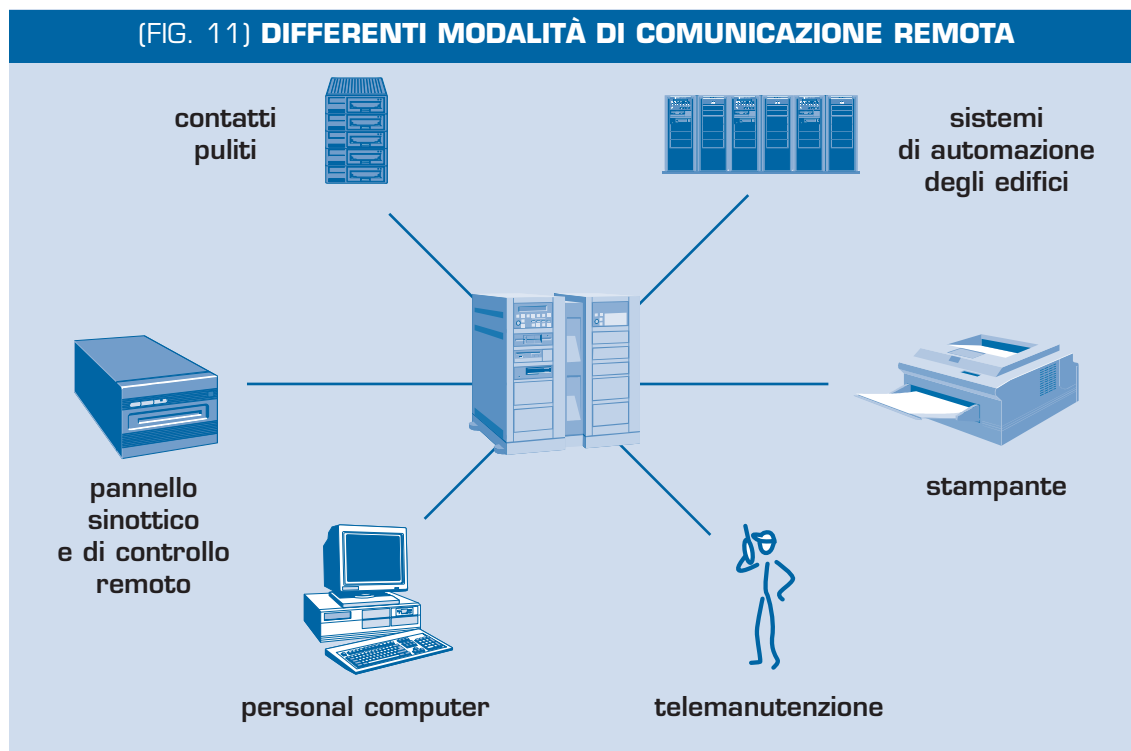 (FIG. 11) DIFFERENTI MODALITÀ DI COMUNICAZIONE REMOTA
contatti
puliti
sistemi
di automazione
degli edifici
pannello
sinottico
e di controllo
remoto
stampante
personal computer
telemanutenzione